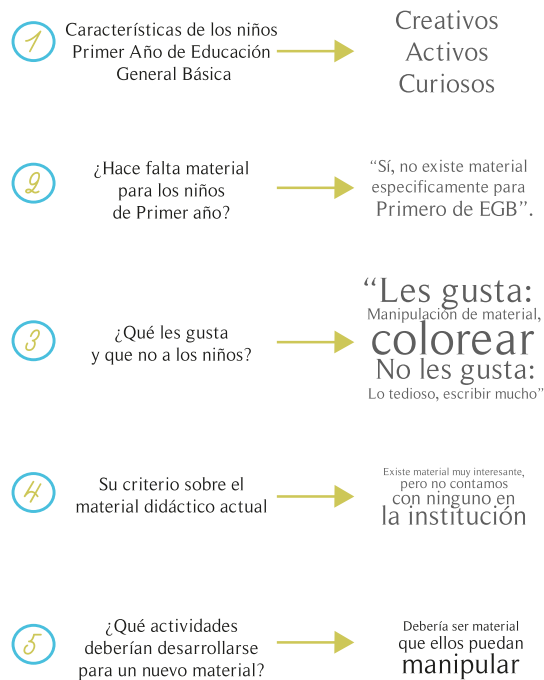 1
Características de los niños
Primer Año de Educación
General Básica
Creativos
Activos
Curiosos
2
¿Hace falta material
para los niños
de Primer año?
“Sí, no existe material
especificamente para
Primero de EGB”.
3
¿Qué les gusta
y que no a los niños?
“Les gusta:
Manipulación de material,
colorear
No les gusta:
Lo tedioso, escribir mucho”
4
Su criterio sobre el
material didáctico actual
Existe material muy interesante,
pero no contamos
con ninguno en
la institución
5
¿Qué actividades
deberían desarrollarse
para un nuevo material?
Debería ser material
que ellos puedan
manipular